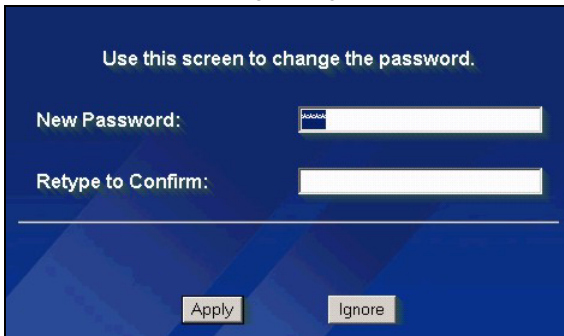 Use this screen to change the password.
New Password: ****
Retype to Confirm:
Apply Ignore